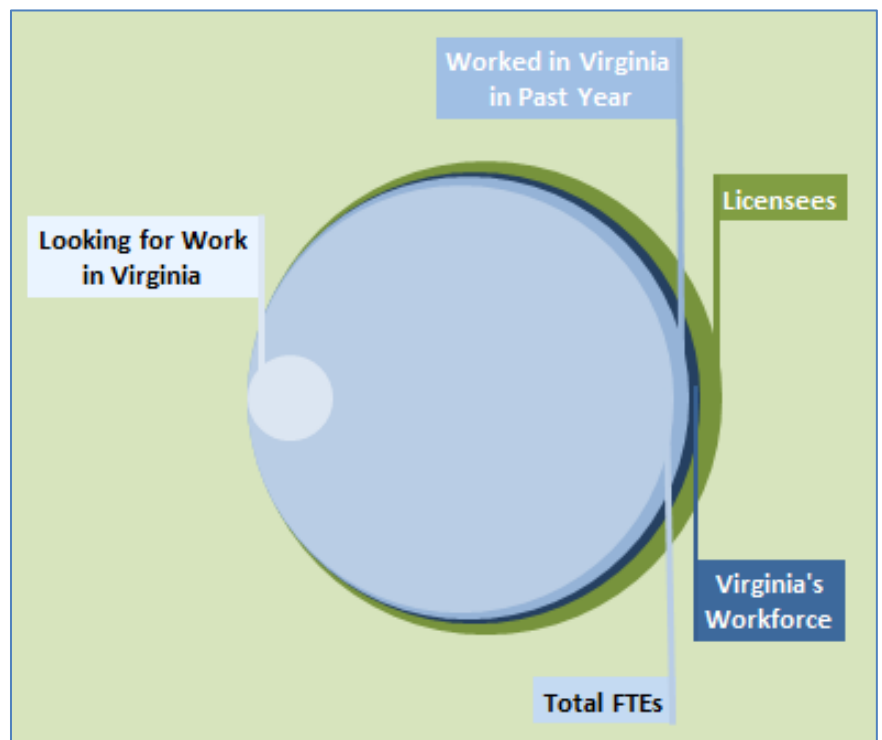 Worked in Virginia
in Past Year
Licensees
Looking for Work
in Virginia
Virginia's
Workforce
Total FTEs